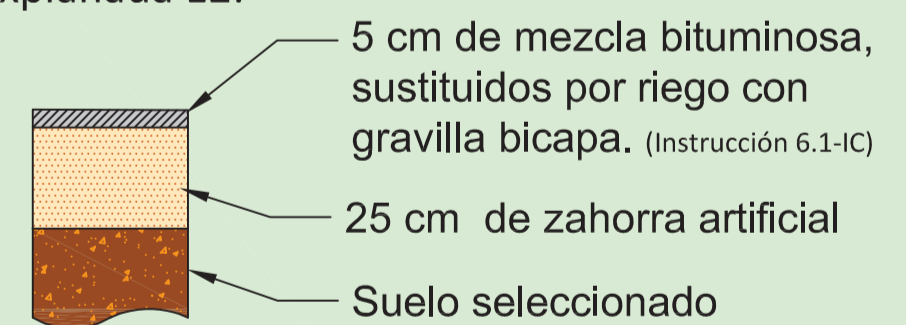 5 cm de mezcla bituminosa,
sustituidos por riego con
gravilla bicapa. (Instrucción 6.1-IC)
25 cm de zahorra artificial
Suelo seleccionado